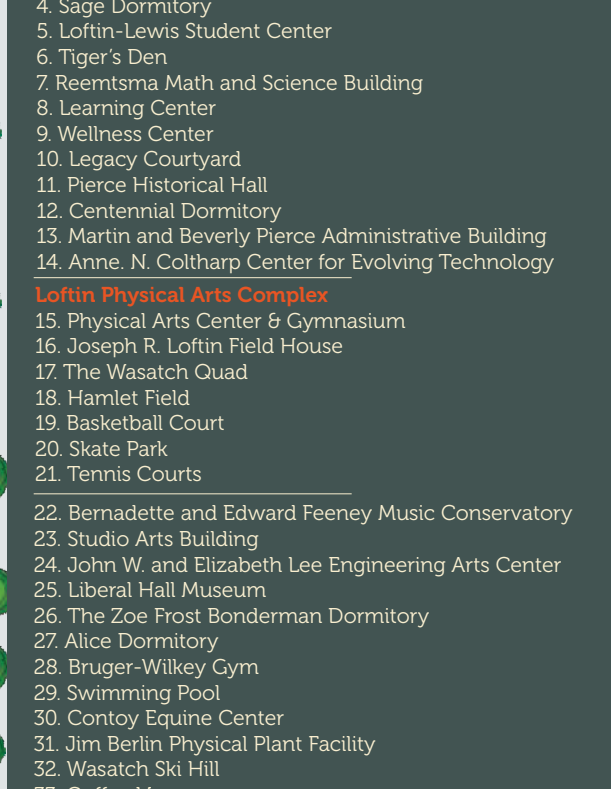 4. Sage Dormitory
5. Loftin-Lewis Student Center
6. Tiger's Den
7. Reemtsma Math and Science Building
8. Learning Center
9. Wellness Center
10. Legacy Courtyard
11. Pierce Historical Hall
12. Centennial Dormitory
13. Martin and Beverly Pierce Administrative Building
14. Anne. N. Coltharp Center for Evolving Technology
Loftin Physical Arts Complex
15. Physical Arts Center & Gymnasium
16. Joseph R. Loftin Field House
17. The Wasatch Quad
18. Hamlet Field
19. Basketball Court
20. Skate Park
21. Tennis Courts
22. Bernadette and Edward Feeney Music Conservatory
23. Studio Arts Building
24. John W. and Elizabeth Lee Engineering Arts Center
25. Liberal Hall Museum
26. The Zoe Frost Bonderman Dormitory
27. Alice Dormitory
28. Bruger-Wilkey Gym
29. Swimming Pool
30. Contoy Equine Center
31. Jim Berlin Physical Plant Facility
32. Wasatch Ski Hill